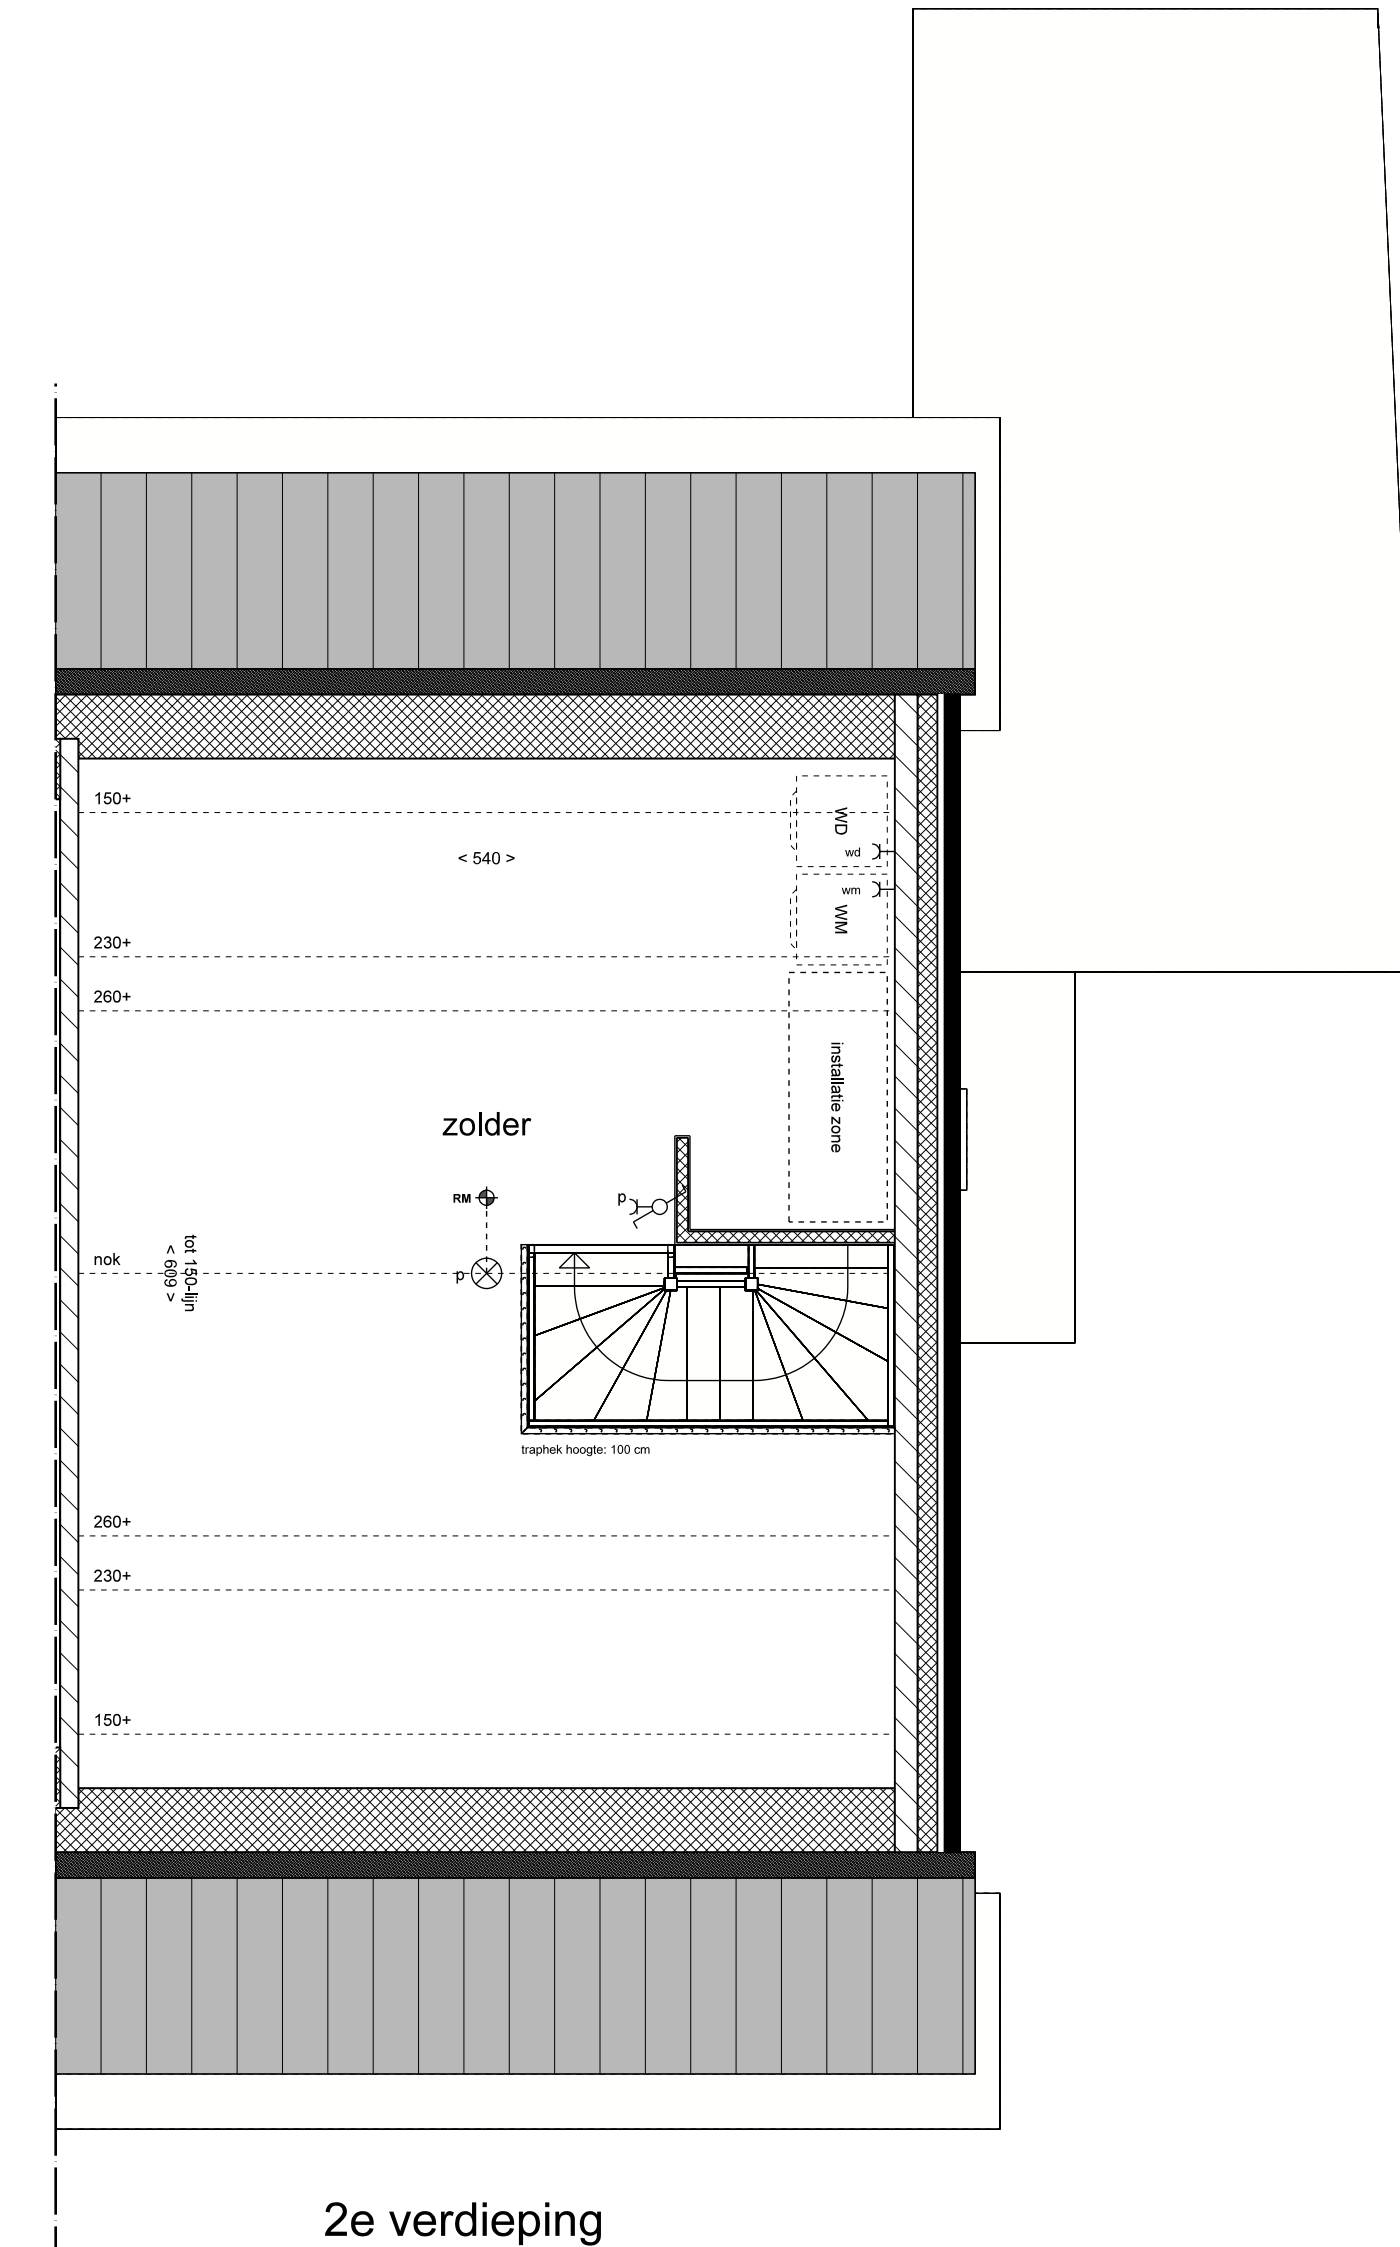 150+
WD
wd
< 540 >
wm
WM
230+
260+
installatie zone
zolder
RM
p
nok
tot 150-lijn
< 609 >
p
traphek hoogte: 100 cm
260+
230+
150+
2e verdieping